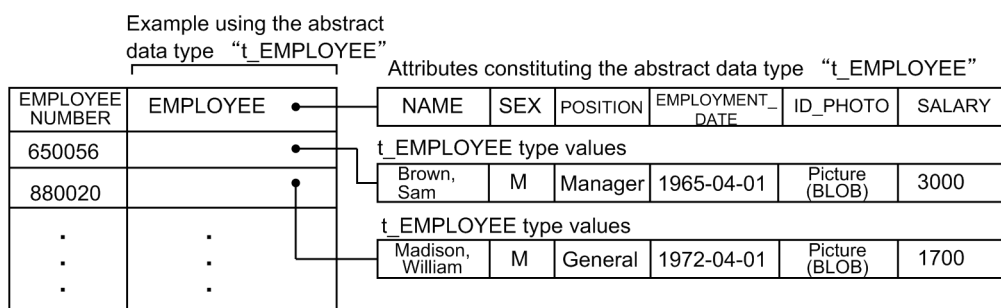 Example using the abstract
data type “t_EMPLOYEE”
Attributes constituting the abstract data type “t_EMPLOYEE”
EMPLOYEE
NUMBER
EMPLOYEE
NAME
SEX
POSITION
EMPLOYMENT_
DATE
ID_PHOTO
SALARY
650056
t_EMPLOYEE type values
Brown,
Sam
M
Manager
1965-04-01
Picture
(BLOB)
3000
880020
t_EMPLOYEE type values
Madison,
William
M
General
1972-04-01
Picture
(BLOB)
1700